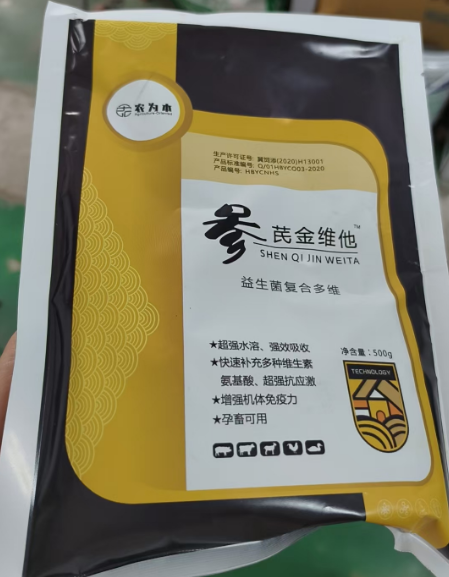 农为本
生产许可证号：冀饲添(2020)H13001
产品标准编号：Q/01HBYC003-2020
产品编号：HBYCNH5
参芪金维他™
SHEN QI JIN WEITA
益生菌复合多维
★超强水溶、强效吸收
★快速补充多种维生素
氨基酸、超强抗应激
★增强机体免疫力
★孕畜可用
净含量：500g
TECHNOLOGY